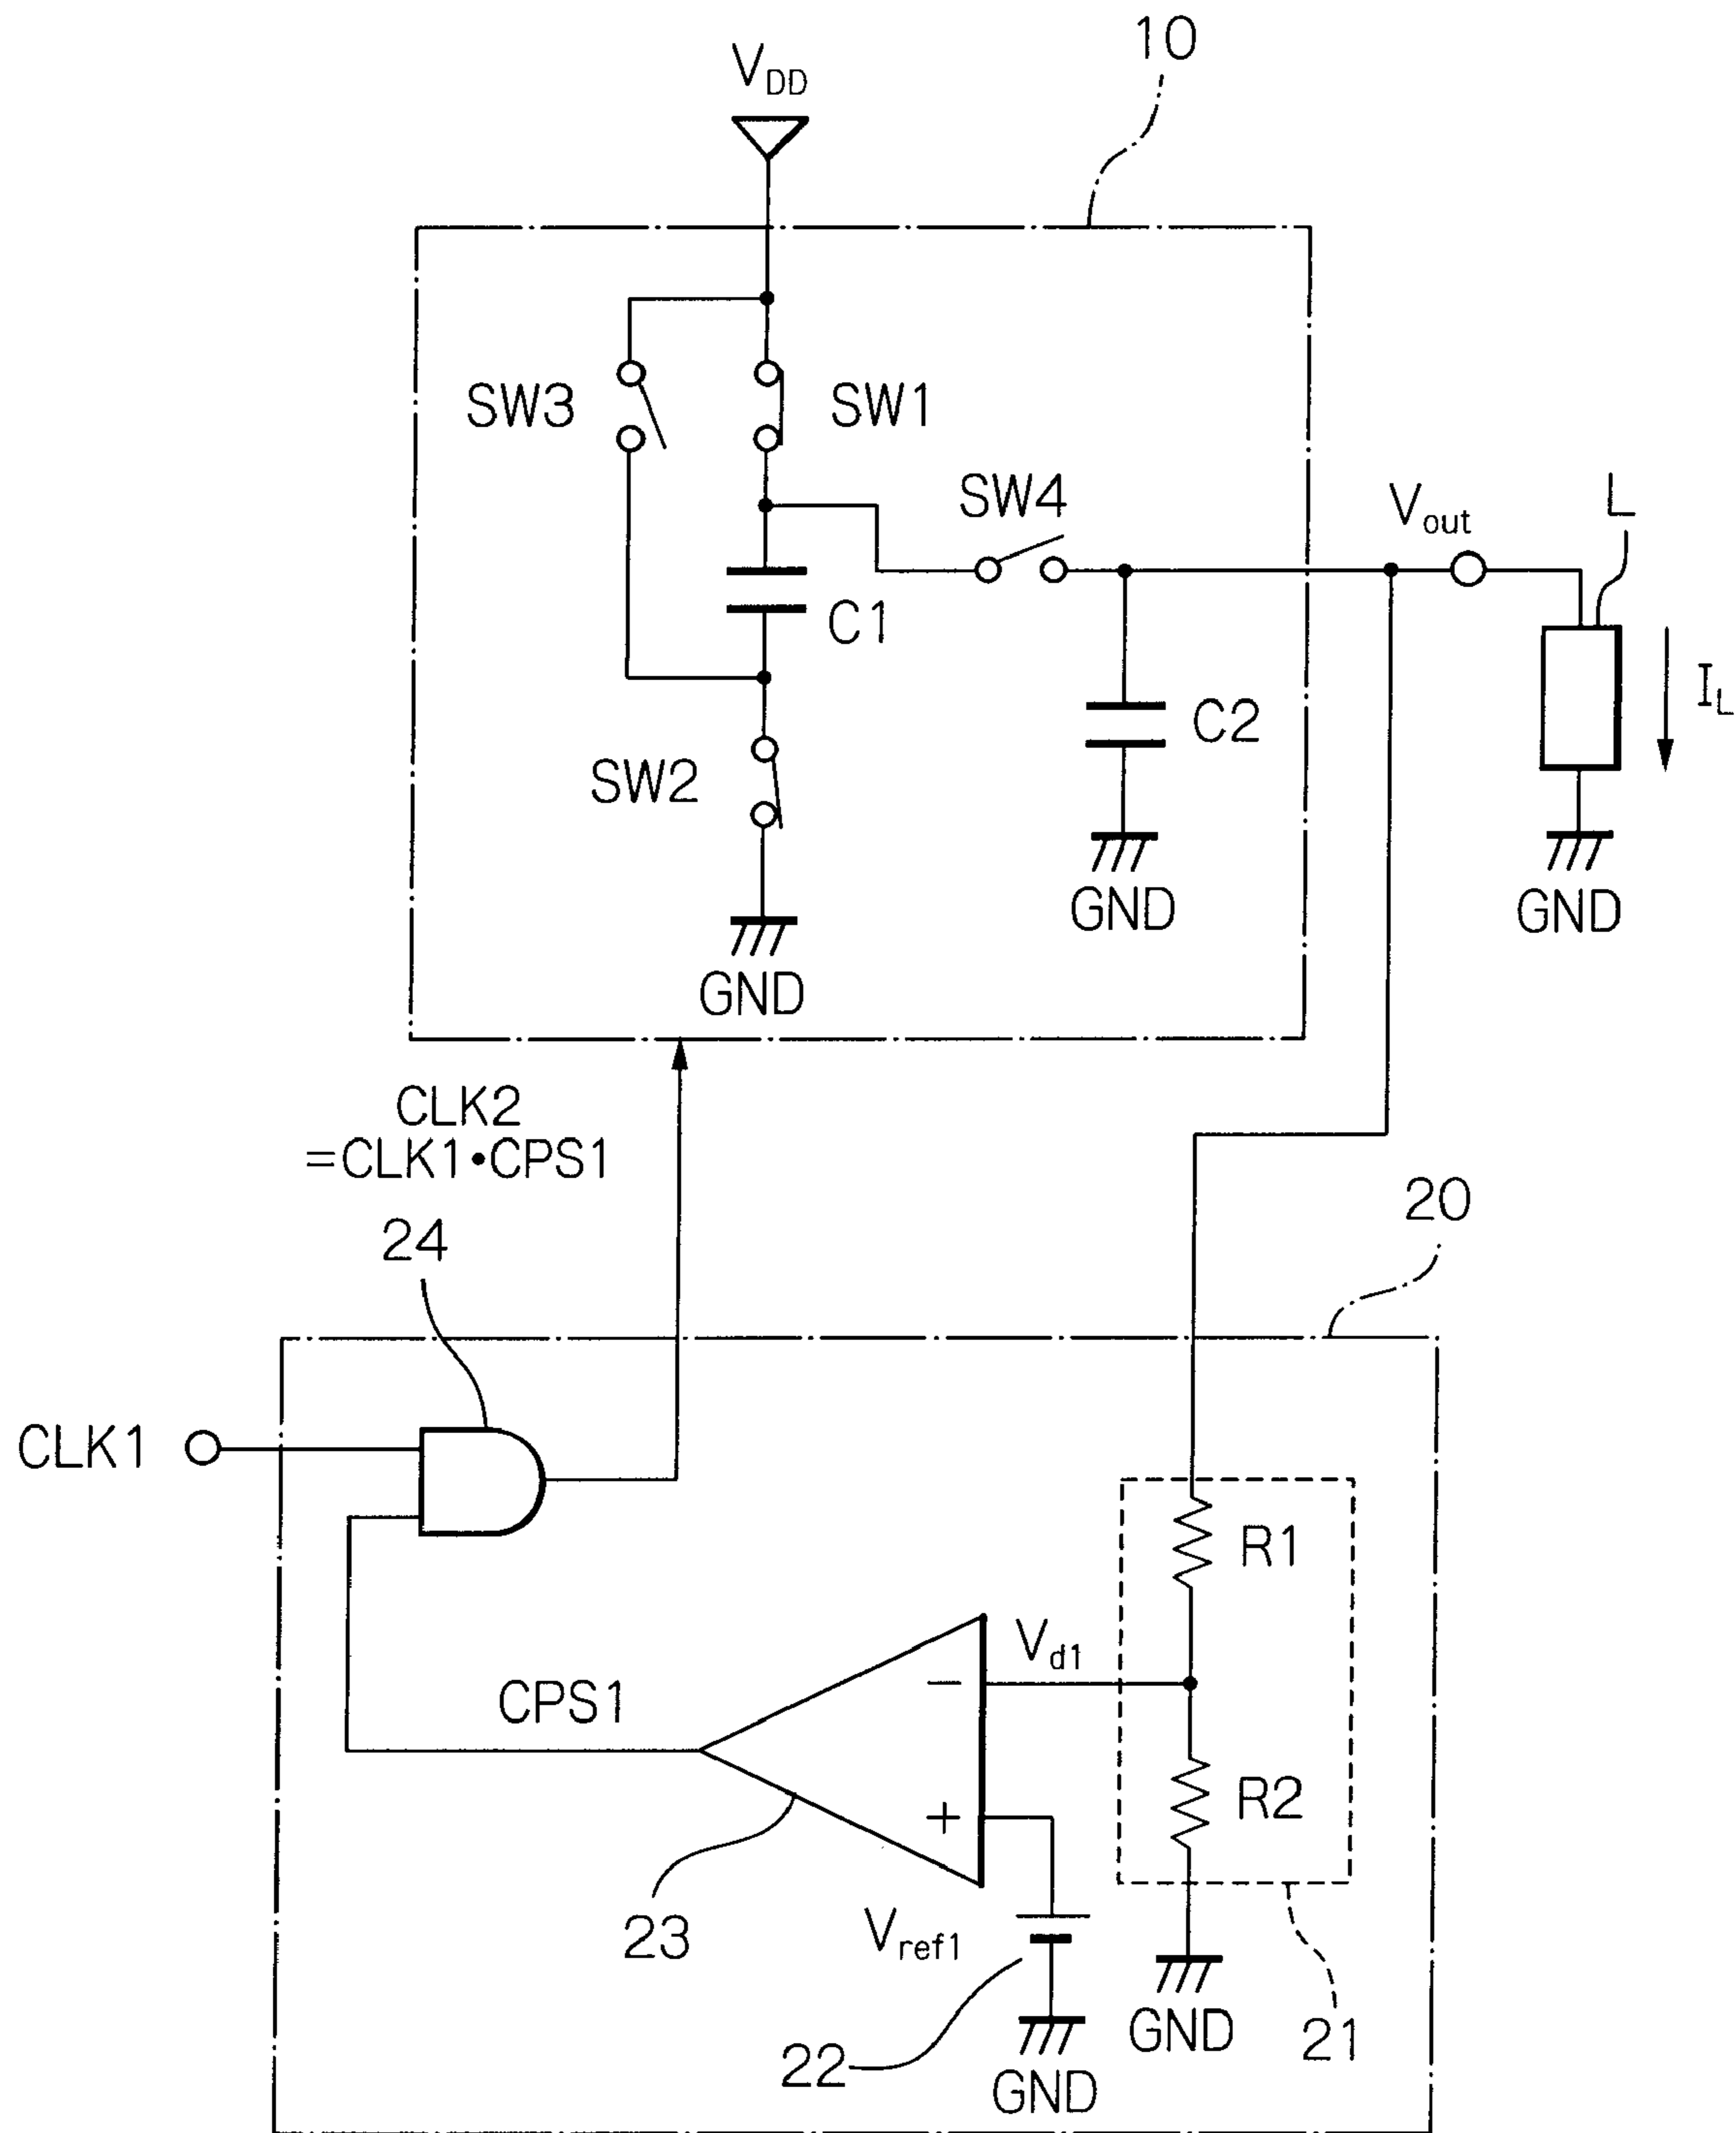 10
V_DD
SW3
SW1
SW4
V_out
L
C1
I_L
SW2
C2
GND
GND
GND
CLK2
=CLK1•CPS1
20
24
CLK1
R1
V_d1
−
CPS1
R2
+
23
V_ref1
22
GND
GND
21